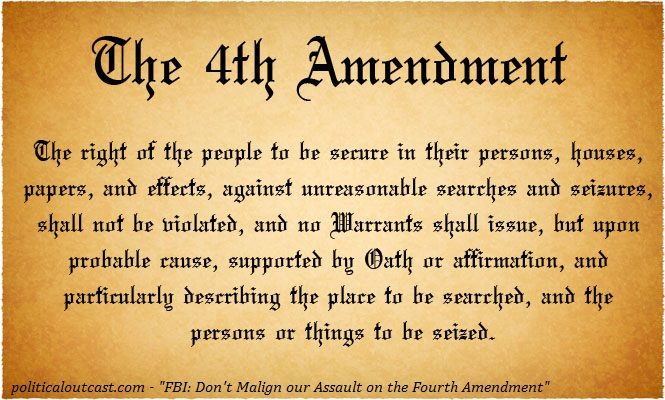 The 4th Amendment
The right of the people to be secure in their persons, houses,
papers, and effects, against unreasonable searches and seizures,
shall not be violated, and no Warrants shall issue, but upon
probable cause, supported by Oath or affirmation, and
particularly describing the place to be searched, and the
persons or things to be seized.
politicaloutcast.com - "FBI: Don't Malign our Assault on the Fourth Amendment"